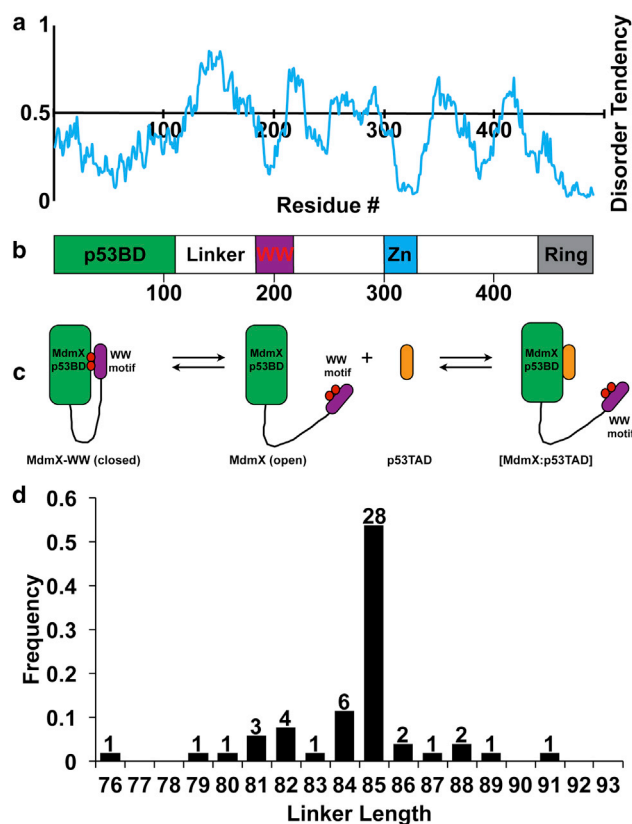 a
1
0.5
0
100 200 300 400
Residue #
Disorder Tendency
b
p53BD Linker WW Zn Ring
100 200 300 400
c
MdmX p53BD
WW motif
MdmX p53BD
WW motif
+
MdmX p53BD
WW motif
MdmX-WW (closed) MdmX (open) p53TAD [MdmX:p53TAD]
d
Frequency
0.6
0.5
0.4
0.3
0.2
0.1
0
1 1 1 3 4 1 6 28 2 1 2 1 1
76 77 78 79 80 81 82 83 84 85 86 87 88 89 90 91 92 93
Linker Length